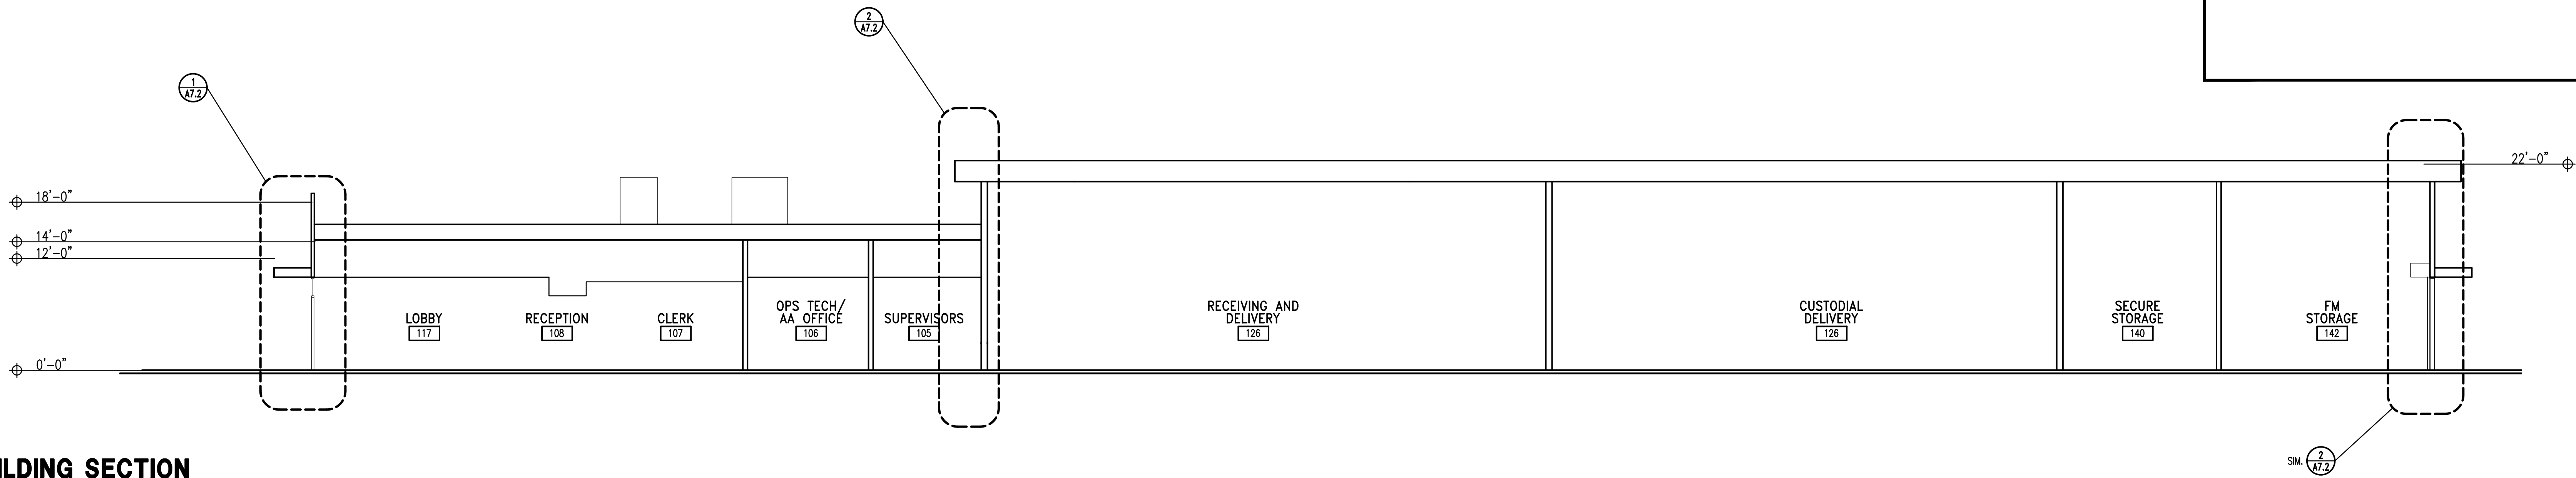 2
A7.2
1
A7.2
22'-0"
18'-0"
14'-0"
12'-0"
OPS TECH/
AA OFFICE
106
LOBBY
117
RECEPTION
108
CLERK
107
SUPERVISORS
105
RECEIVING AND
DELIVERY
126
CUSTODIAL
DELIVERY
126
SECURE
STORAGE
140
FM
STORAGE
142
0'-0"
SIM.
2
A7.2
ILDING SECTION